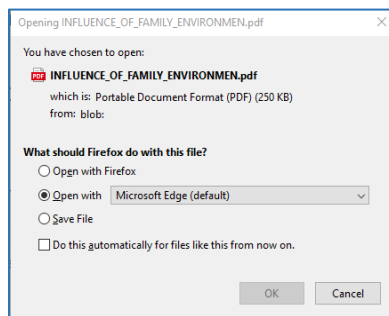 Opening INFLUENCE_OF_FAMILY_ENVIRONMEN.pdf
You have chosen to open:
PDF INFLUENCE_OF_FAMILY_ENVIRONMEN.pdf
which is: Portable Document Format (PDF) (250 KB)
from: blob:
What should Firefox do with this file?
Open with Firefox
Open with Microsoft Edge (default)
Save File
Do this automatically for files like this from now on.
OK Cancel